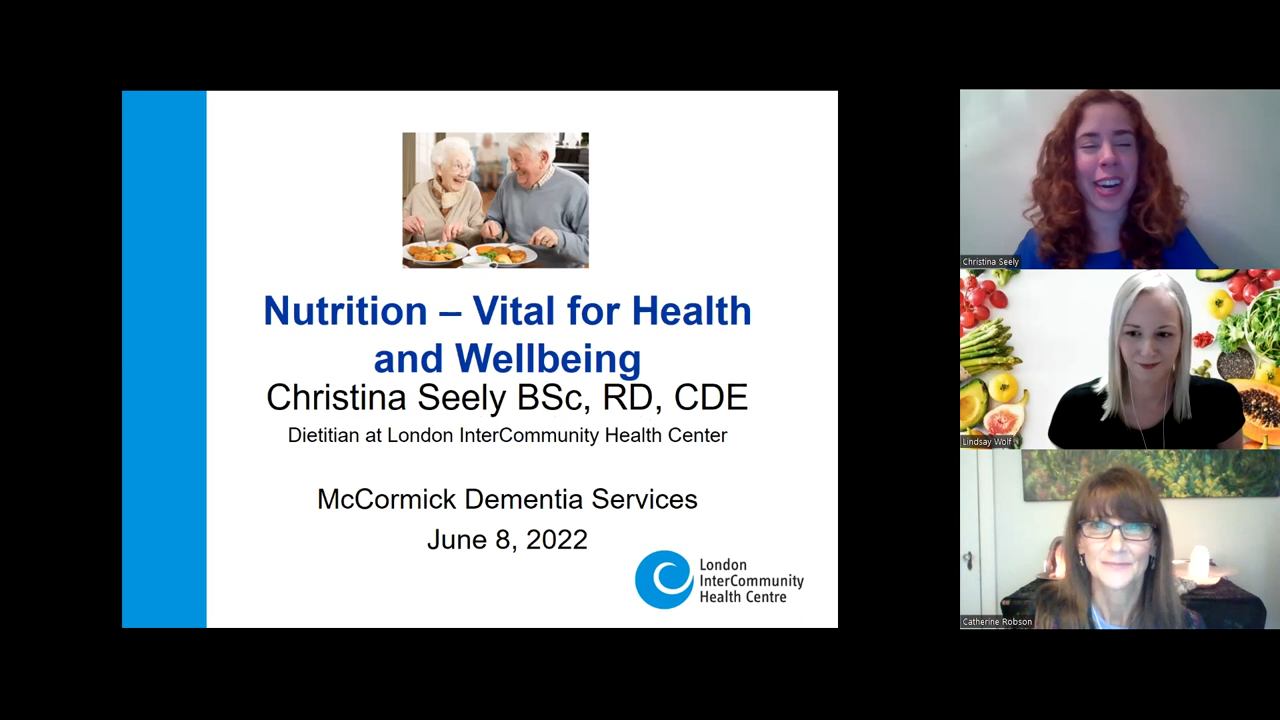 Nutrition – Vital for Health
and Wellbeing
Christina Seely BSc, RD, CDE
Dietitian at London InterCommunity Health Center
McCormick Dementia Services
June 8, 2022
London
InterCommunity
Health Centre
Christina Seely
Lindsay Wolf
Catherine Robson